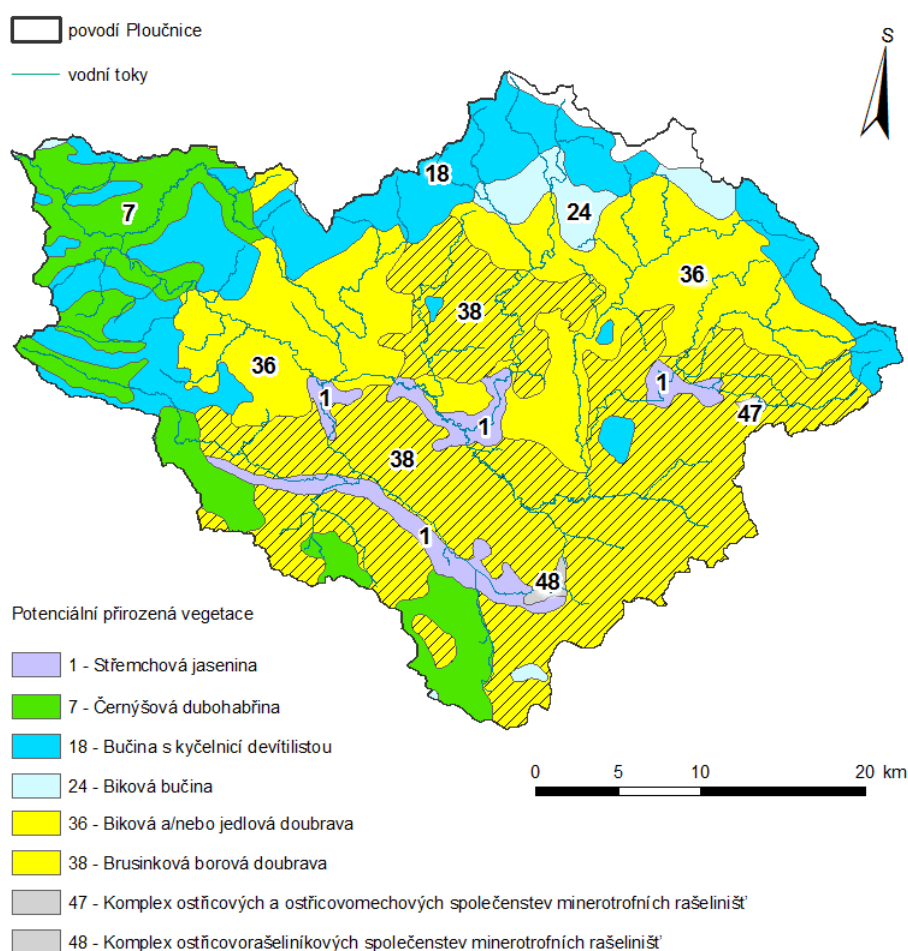 povodí Ploučnice
vodní toky
S
18
7
24
36
38
36
1
1
1
47
38
1
48
Potenciální přirozená vegetace
1 - Střemchová jasenina
7 - Černýšová dubohabřina
18 - Bučina s kyčelnicí devítilistou
24 - Biková bučina
36 - Biková a/nebo jedlová doubrava
38 - Brusinková borová doubrava
47 - Komplex ostřicových a ostřicovomechových společenstev minerotrofních rašelinišť
48 - Komplex ostřicovorašeliníkových společenstev minerotrofních rašelinišť
0 5 10 20 km